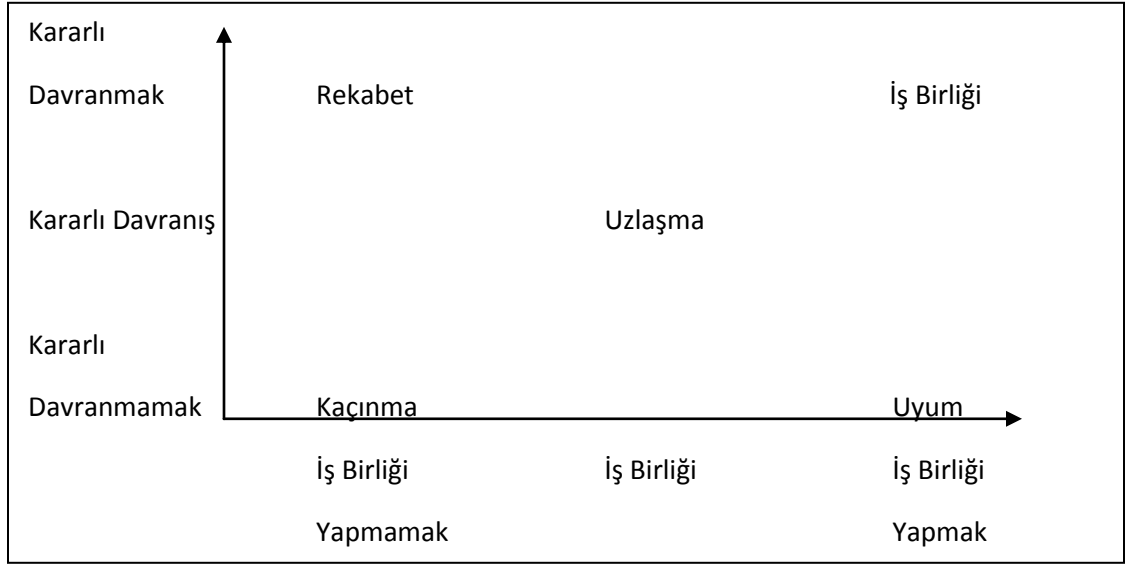 Kararlı
Davranmak Rekabet İş Birliği
Kararlı Davranış Uzlaşma
Kararlı
Davranmamak Kaçınma Uyum
İş Birliği İş Birliği İş Birliği
Yapmamak Yapmak